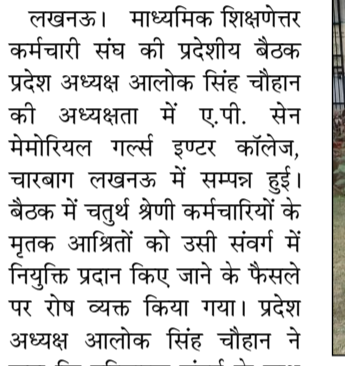 लखनऊ। माध्यमिक शिक्षणेत्तर
कर्मचारी संघ की प्रदेशीय बैठक
प्रदेश अध्यक्ष आलोक सिंह चौहान
की अध्यक्षता में ए.पी. सेन
मेमोरियल गर्ल्स इण्टर कॉलेज,
चारबाग लखनऊ में सम्पन्न हुई।
बैठक में चतुर्थ श्रेणी कर्मचारियों के
मृतक आश्रितों को उसी संवर्ग में
नियुक्ति प्रदान किए जाने के फैसले
पर रोष व्यक्त किया गया। प्रदेश
अध्यक्ष आलोक सिंह चौहान ने